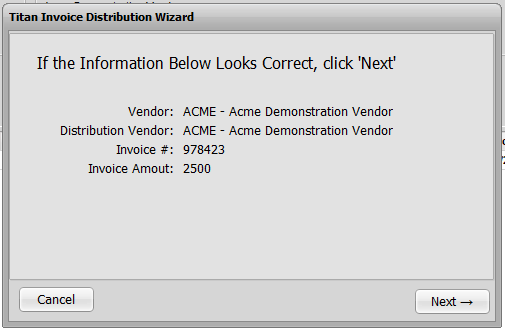 Titan Invoice Distribution Wizard
If the Information Below Looks Correct, click 'Next'
Vendor: ACME - Acme Demonstration Vendor
Distribution Vendor: ACME - Acme Demonstration Vendor
Invoice #: 978423
Invoice Amout: 2500
Cancel
Next →